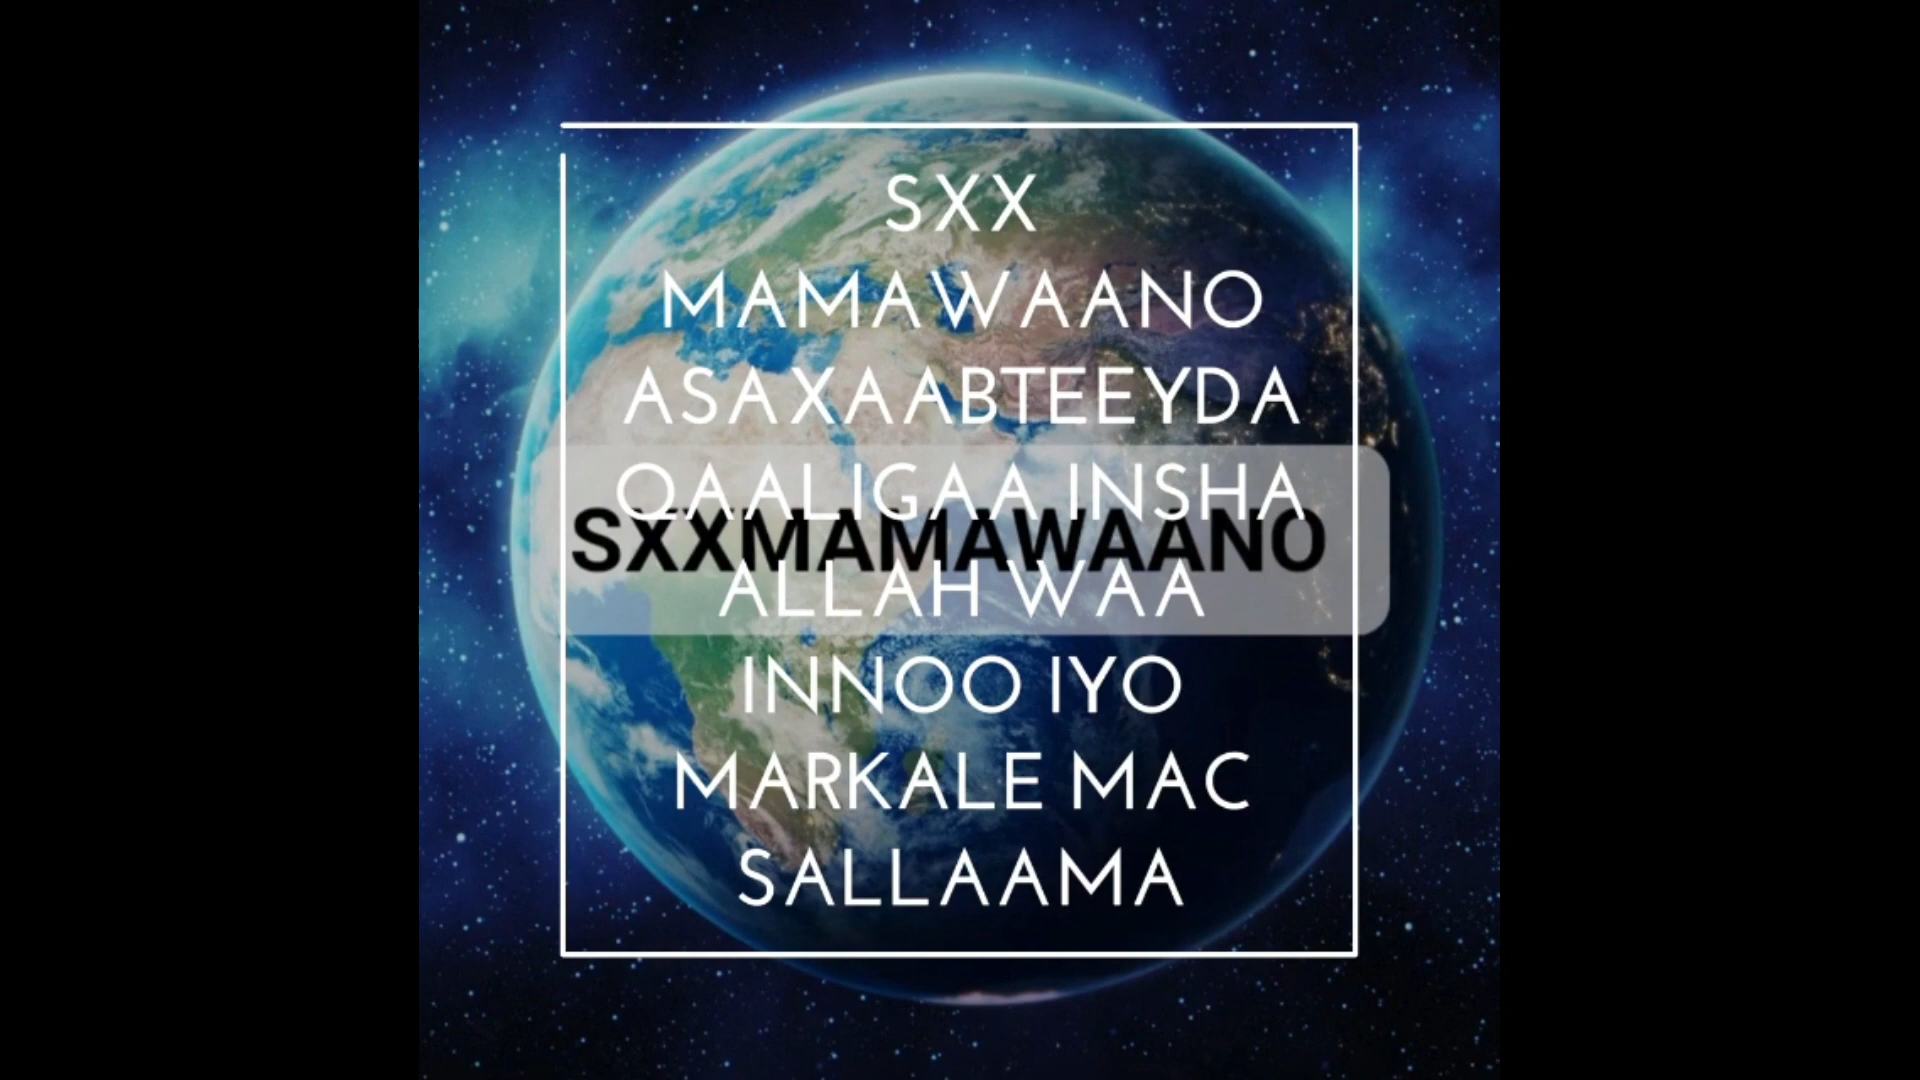 SXX
MAMAWAANO
ASAXAABTEEYDA
QAALIGAA INSHA
SXXMAMAWAANO
ALLAH WAA
INNOO IYO
MARKALE MAC
SALLAAMA